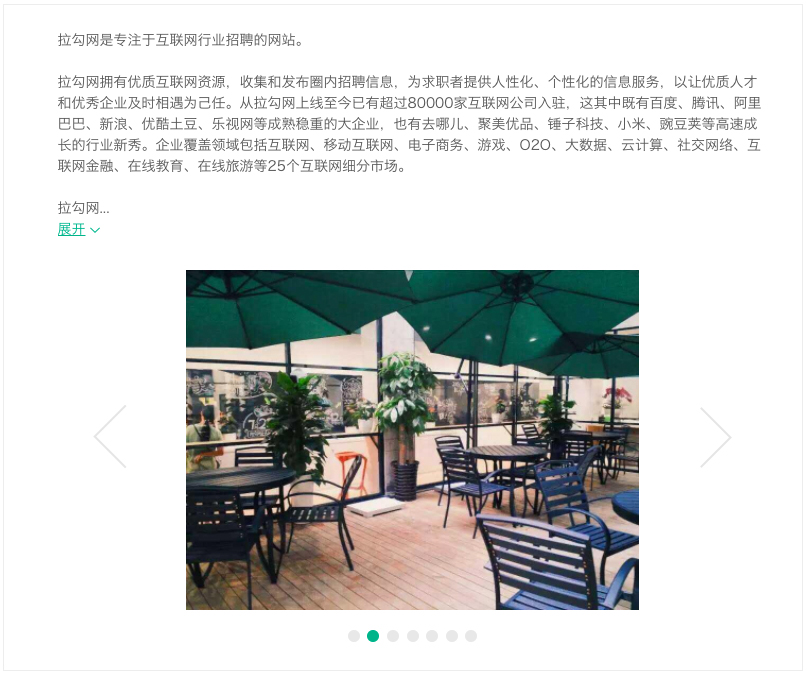 拉勾网是专注于互联网行业招聘的网站。
拉勾网拥有优质互联网资源，收集和发布圈内招聘信息，为求职者提供人性化、个性化的信息服务，以让优质人才
和优秀企业及时相遇为己任。从拉勾网上线至今已有超过80000家互联网公司入驻，这其中既有百度、腾讯、阿里
巴巴、新浪、优酷土豆、乐视网等成熟稳重的大企业，也有去哪儿、聚美优品、锤子科技、小米、豌豆荚等高速成
长的行业新秀。企业覆盖领域包括互联网、移动互联网、电子商务、游戏、O2O、大数据、云计算、社交网络、互
联网金融、在线教育、在线旅游等25个互联网细分市场。
拉勾网...
展开